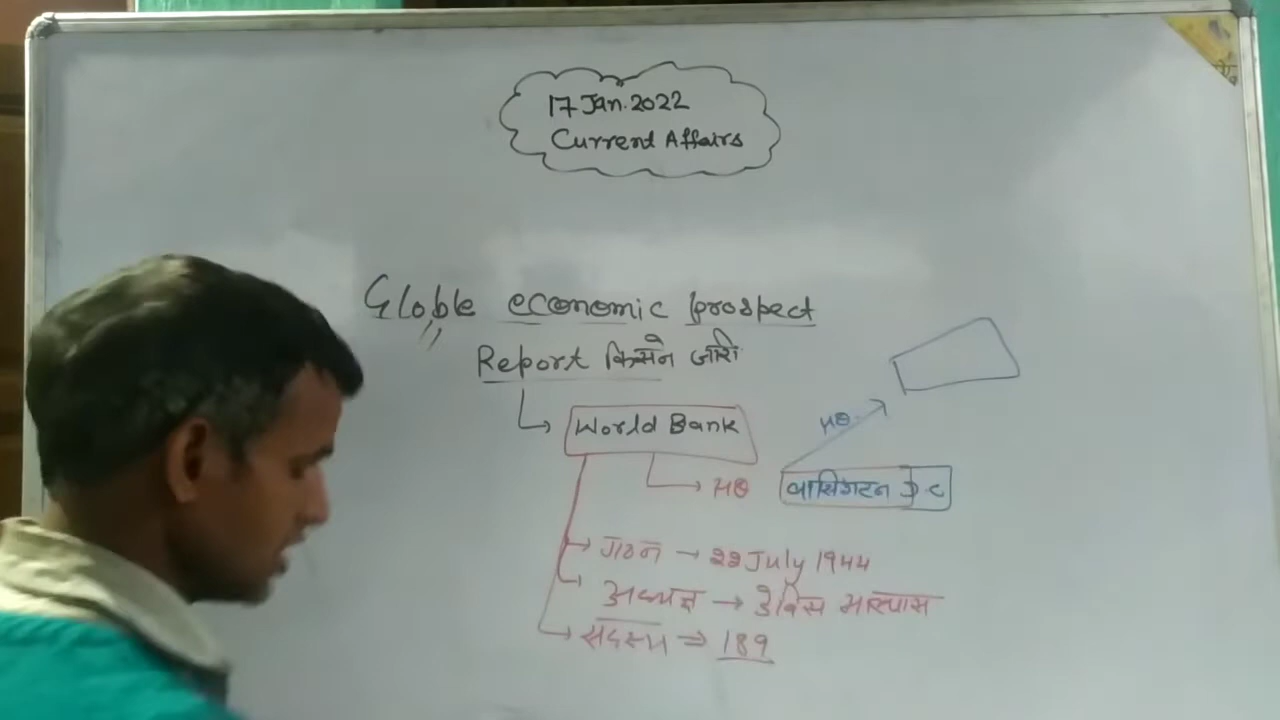 17 Jan. 2022
Current Affairs
Globle economic prospect
Report किसने जारी
World Bank
HQ
HQ
वाशिंगटन D.C
गठन → 22 July 1944
अध्यक्ष → डेविस मालपास
सदस्य ⇒ 189